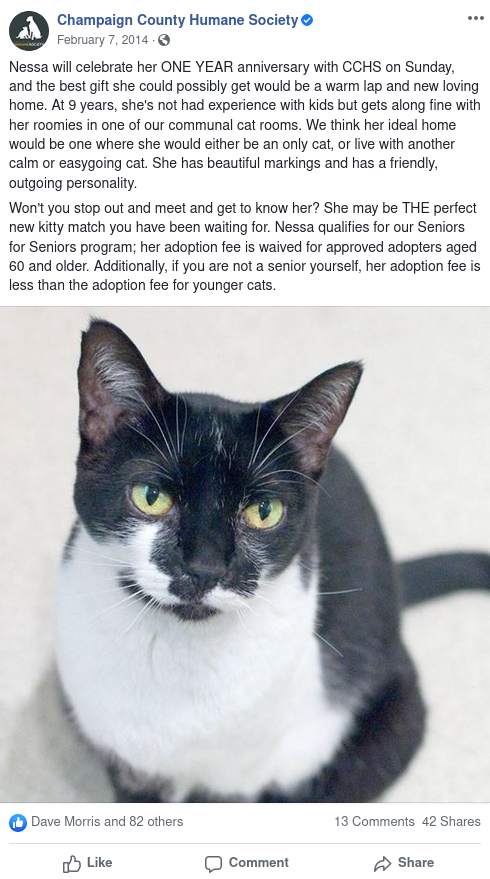 Champaign County Humane Society
February 7, 2014 ·
Nessa will celebrate her ONE YEAR anniversary with CCHS on Sunday,
and the best gift she could possibly get would be a warm lap and new loving
home. At 9 years, she's not had experience with kids but gets along fine with
her roomies in one of our communal cat rooms. We think her ideal home
would be one where she would either be an only cat, or live with another
calm or easygoing cat. She has beautiful markings and has a friendly,
outgoing personality.
Won't you stop out and meet and get to know her? She may be THE perfect
new kitty match you have been waiting for. Nessa qualifies for our Seniors
for Seniors program; her adoption fee is waived for approved adopters aged
60 and older. Additionally, if you are not a senior yourself, her adoption fee is
less than the adoption fee for younger cats.
Dave Morris and 82 others
13 Comments 42 Shares
Like
Comment
Share